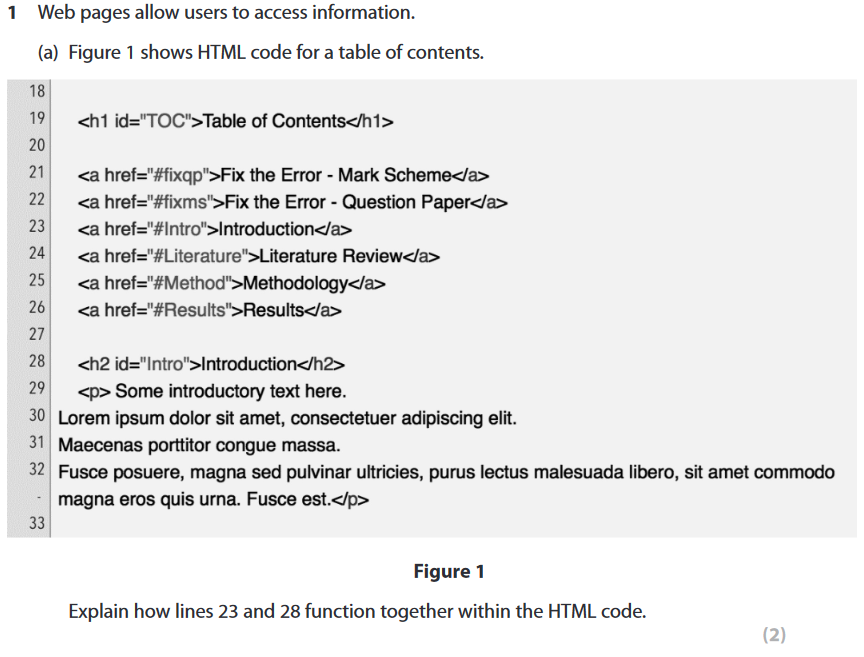 1 Web pages allow users to access information.
(a) Figure 1 shows HTML code for a table of contents.
18
19 <h1 id="TOC">Table of Contents</h1>
20
21 <a href="#fixqp">Fix the Error - Mark Scheme</a>
22 <a href="#fixms">Fix the Error - Question Paper</a>
23 <a href="#Intro">Introduction</a>
24 <a href="#Literature">Literature Review</a>
25 <a href="#Method">Methodology</a>
26 <a href="#Results">Results</a>
27
28 <h2 id="Intro">Introduction</h2>
29 <p> Some introductory text here.
30 Lorem ipsum dolor sit amet, consectetuer adipiscing elit.
31 Maecenas porttitor congue massa.
32 Fusce posuere, magna sed pulvinar ultricies, purus lectus malesuada libero, sit amet commodo
- magna eros quis urna. Fusce est.</p>
33
Figure 1
Explain how lines 23 and 28 function together within the HTML code.
(2)